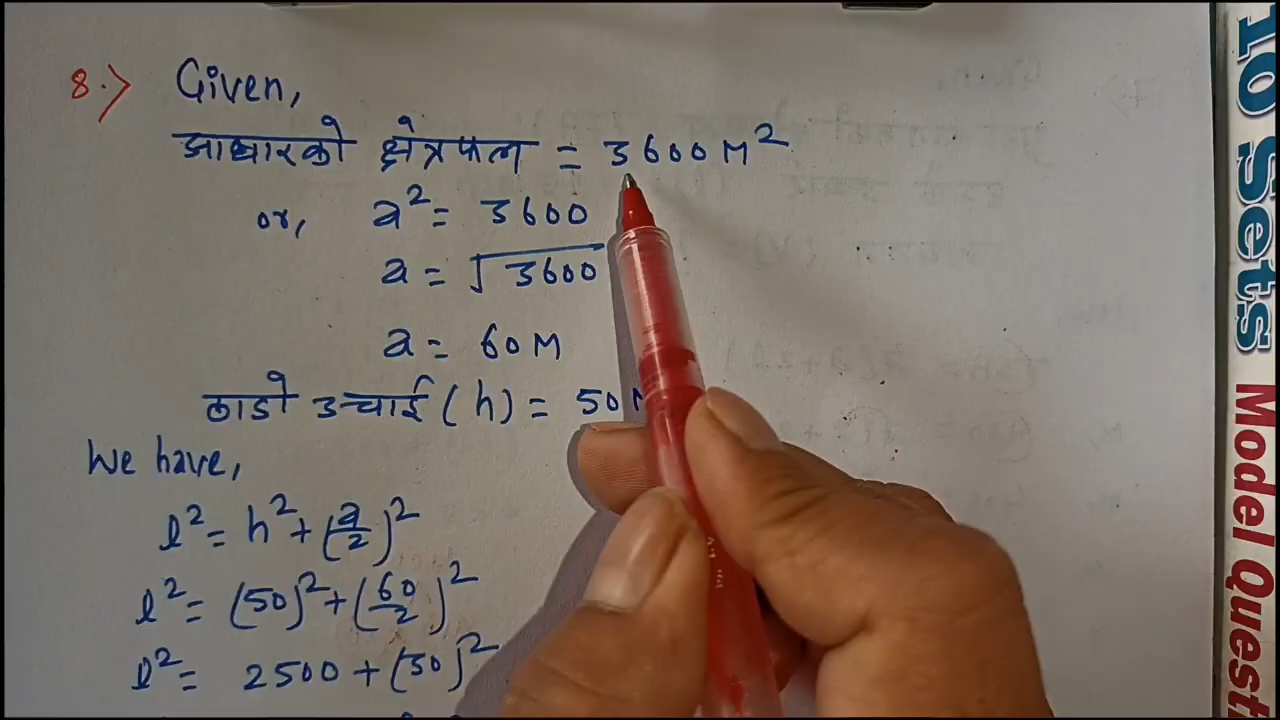 8.) Given,
आधारको क्षेत्रफल = 3600 M²
or, a² = 3600
a = √3600
a = 60 M
ठाडो उचाई (h) = 50
We have,
l² = h² + (a/2)²
l² = (50)² + (60/2)²
l² = 2500 + (30)²
10 Sets Model Quest